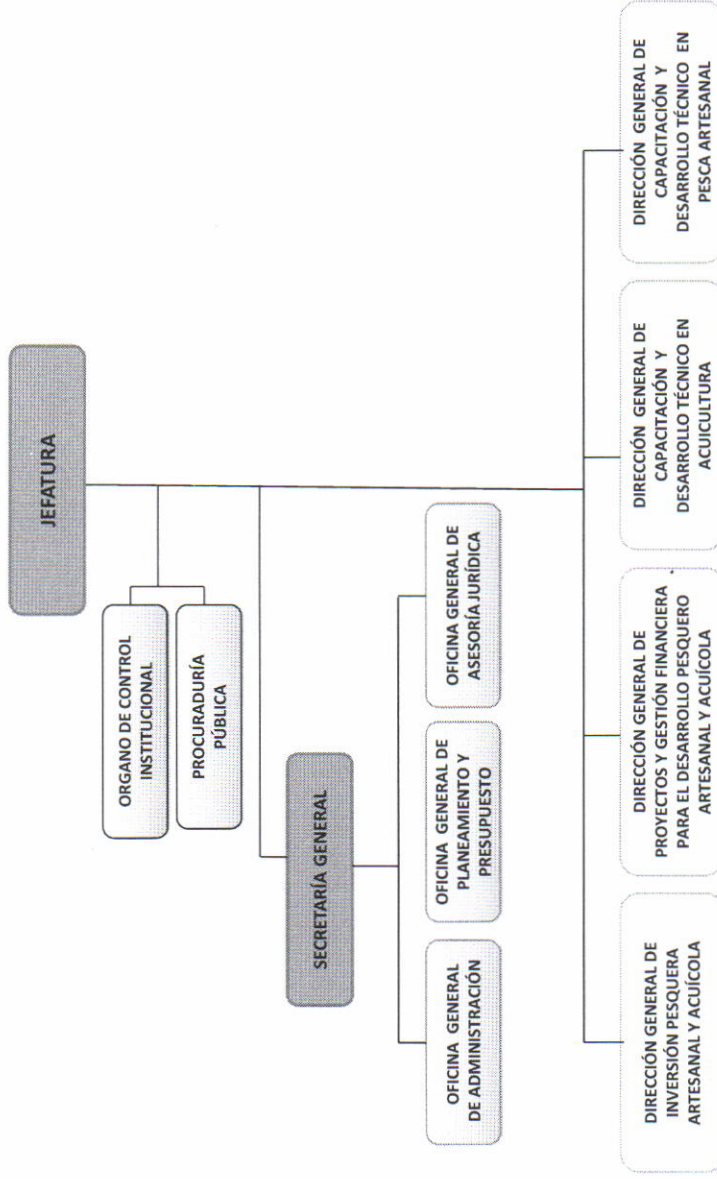 JEFATURA
ORGANO DE CONTROL
INSTITUCIONAL
PROCURADURÍA
PÚBLICA
SECRETARÍA GENERAL
OFICINA GENERAL
DE ADMINISTRACIÓN
OFICINA GENERAL DE
PLANEAMIENTO Y
PRESUPUESTO
OFICINA GENERAL DE
ASESORÍA JURÍDICA
DIRECCIÓN GENERAL DE
INVERSIÓN PESQUERA
ARTESANAL Y ACUÍCOLA
DIRECCIÓN GENERAL DE
PROYECTOS Y GESTIÓN FINANCIERA
PARA EL DESARROLLO PESQUERO
ARTESANAL Y ACUÍCOLA
DIRECCIÓN GENERAL DE
CAPACITACIÓN Y
DESARROLLO TÉCNICO EN
ACUICULTURA
DIRECCIÓN GENERAL DE
CAPACITACIÓN Y
DESARROLLO TÉCNICO EN
PESCA ARTESANAL